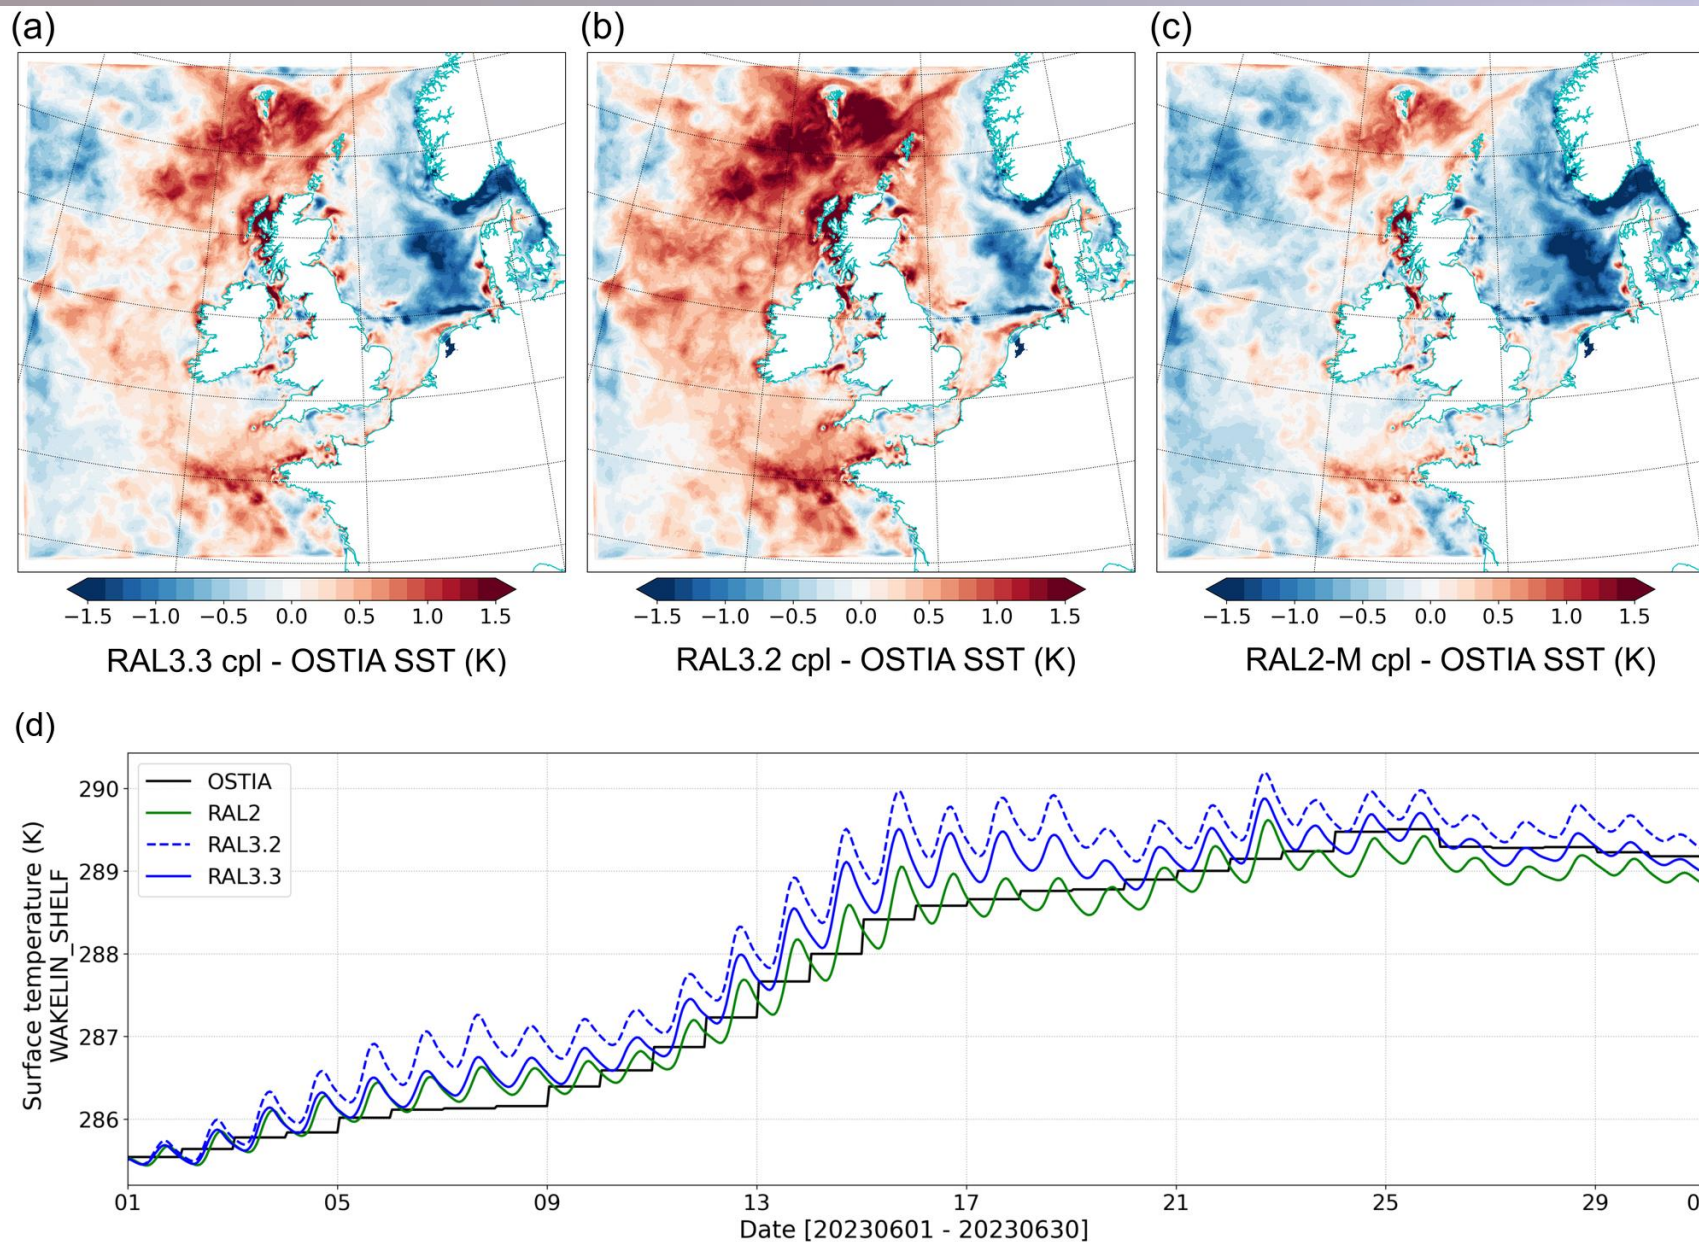 (a)
(b)
(c)
−1.5 −1.0 −0.5 0.0 0.5 1.0 1.5
−1.5 −1.0 −0.5 0.0 0.5 1.0 1.5
−1.5 −1.0 −0.5 0.0 0.5 1.0 1.5
RAL3.3 cpl - OSTIA SST (K)
RAL3.2 cpl - OSTIA SST (K)
RAL2-M cpl - OSTIA SST (K)
(d)
Surface temperature (K)
WAKELIN_SHELF
290
289
288
287
286
OSTIA
RAL2
RAL3.2
RAL3.3
01 05 09 13 17 21 25 29 0
Date [20230601 - 20230630]